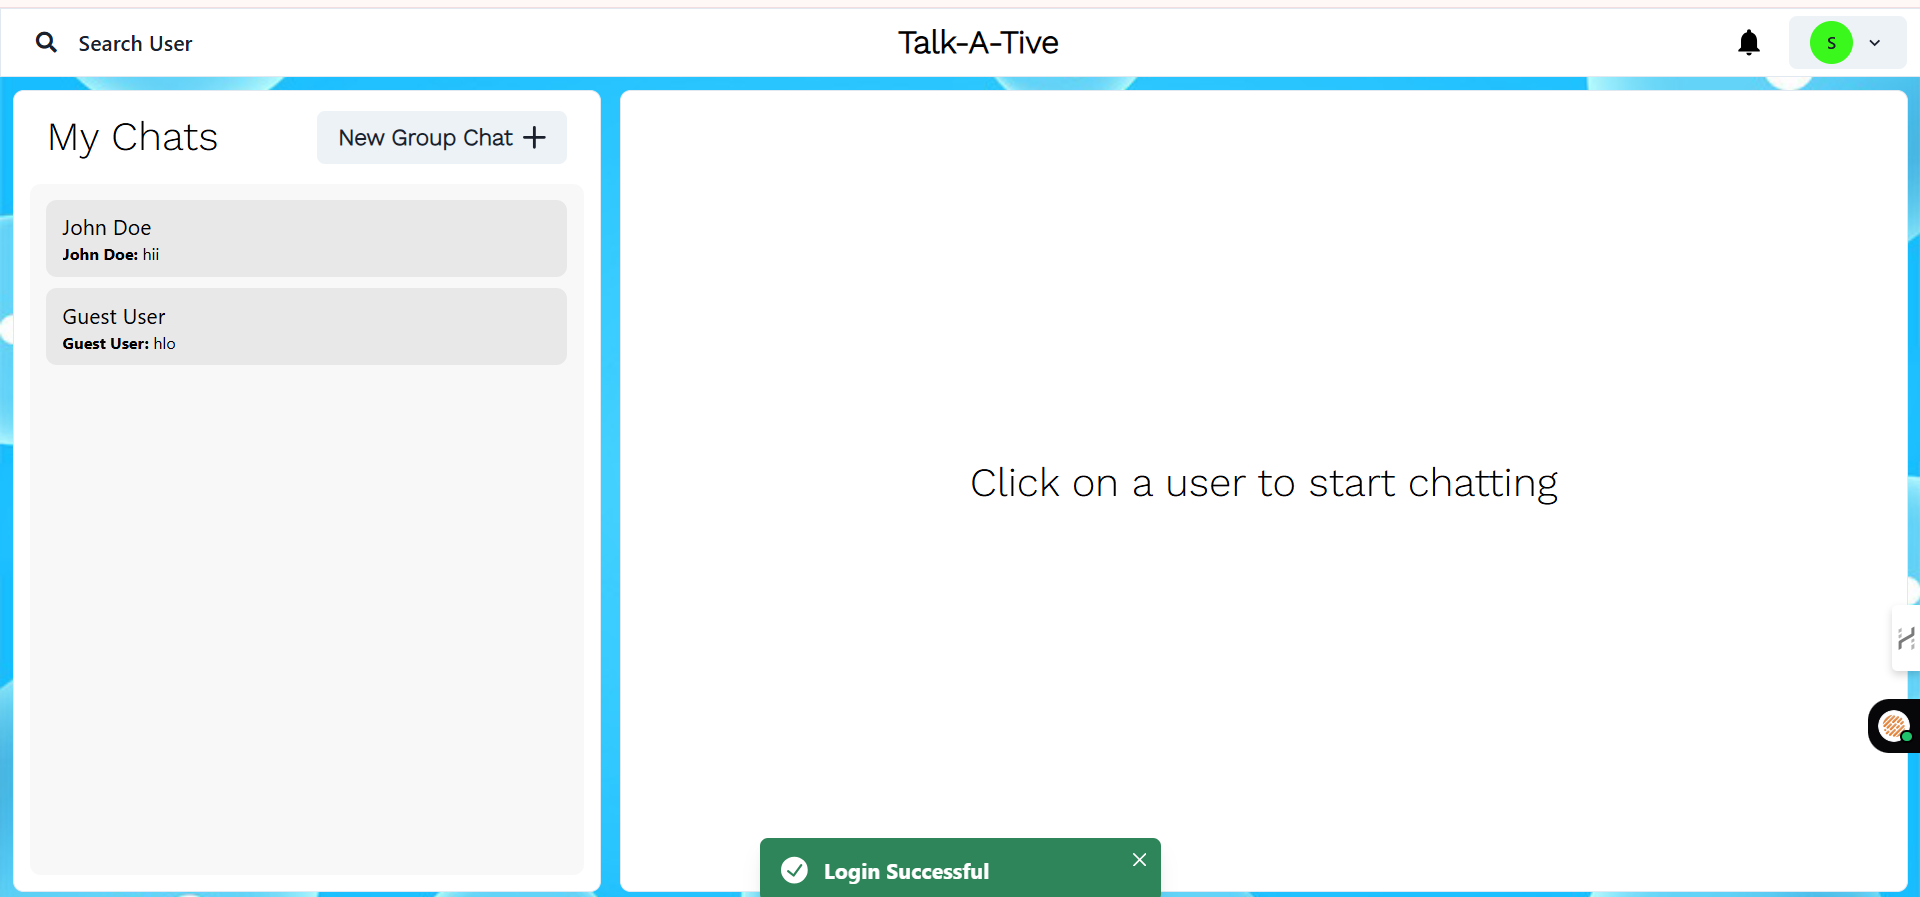 Search User
Talk-A-Tive
S
My Chats
New Group Chat
John Doe
John Doe: hii
Guest User
Guest User: hlo
Click on a user to start chatting
Login Successful